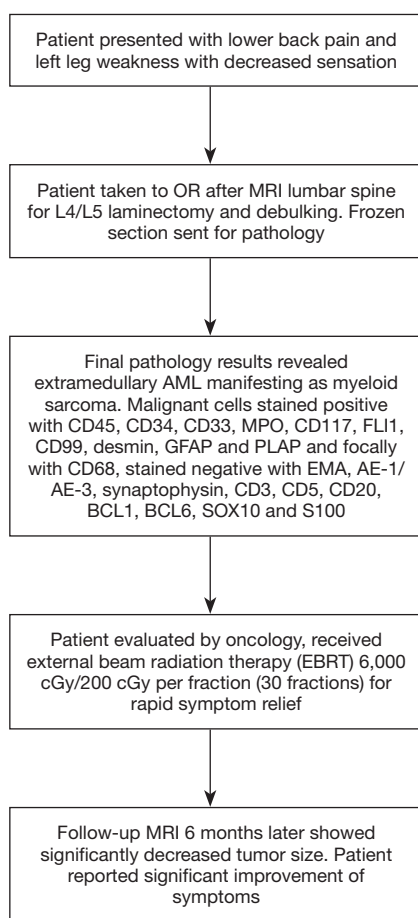 Patient presented with lower back pain and
left leg weakness with decreased sensation
Patient taken to OR after MRI lumbar spine
for L4/L5 laminectomy and debulking. Frozen
section sent for pathology
Final pathology results revealed
extramedullary AML manifesting as myeloid
sarcoma. Malignant cells stained positive
with CD45, CD34, CD33, MPO, CD117, FLI1,
CD99, desmin, GFAP and PLAP and focally
with CD68, stained negative with EMA, AE-1/
AE-3, synaptophysin, CD3, CD5, CD20,
BCL1, BCL6, SOX10 and S100
Patient evaluated by oncology, received
external beam radiation therapy (EBRT) 6,000
cGy/200 cGy per fraction (30 fractions) for
rapid symptom relief
Follow-up MRI 6 months later showed
significantly decreased tumor size. Patient
reported significant improvement of
symptoms